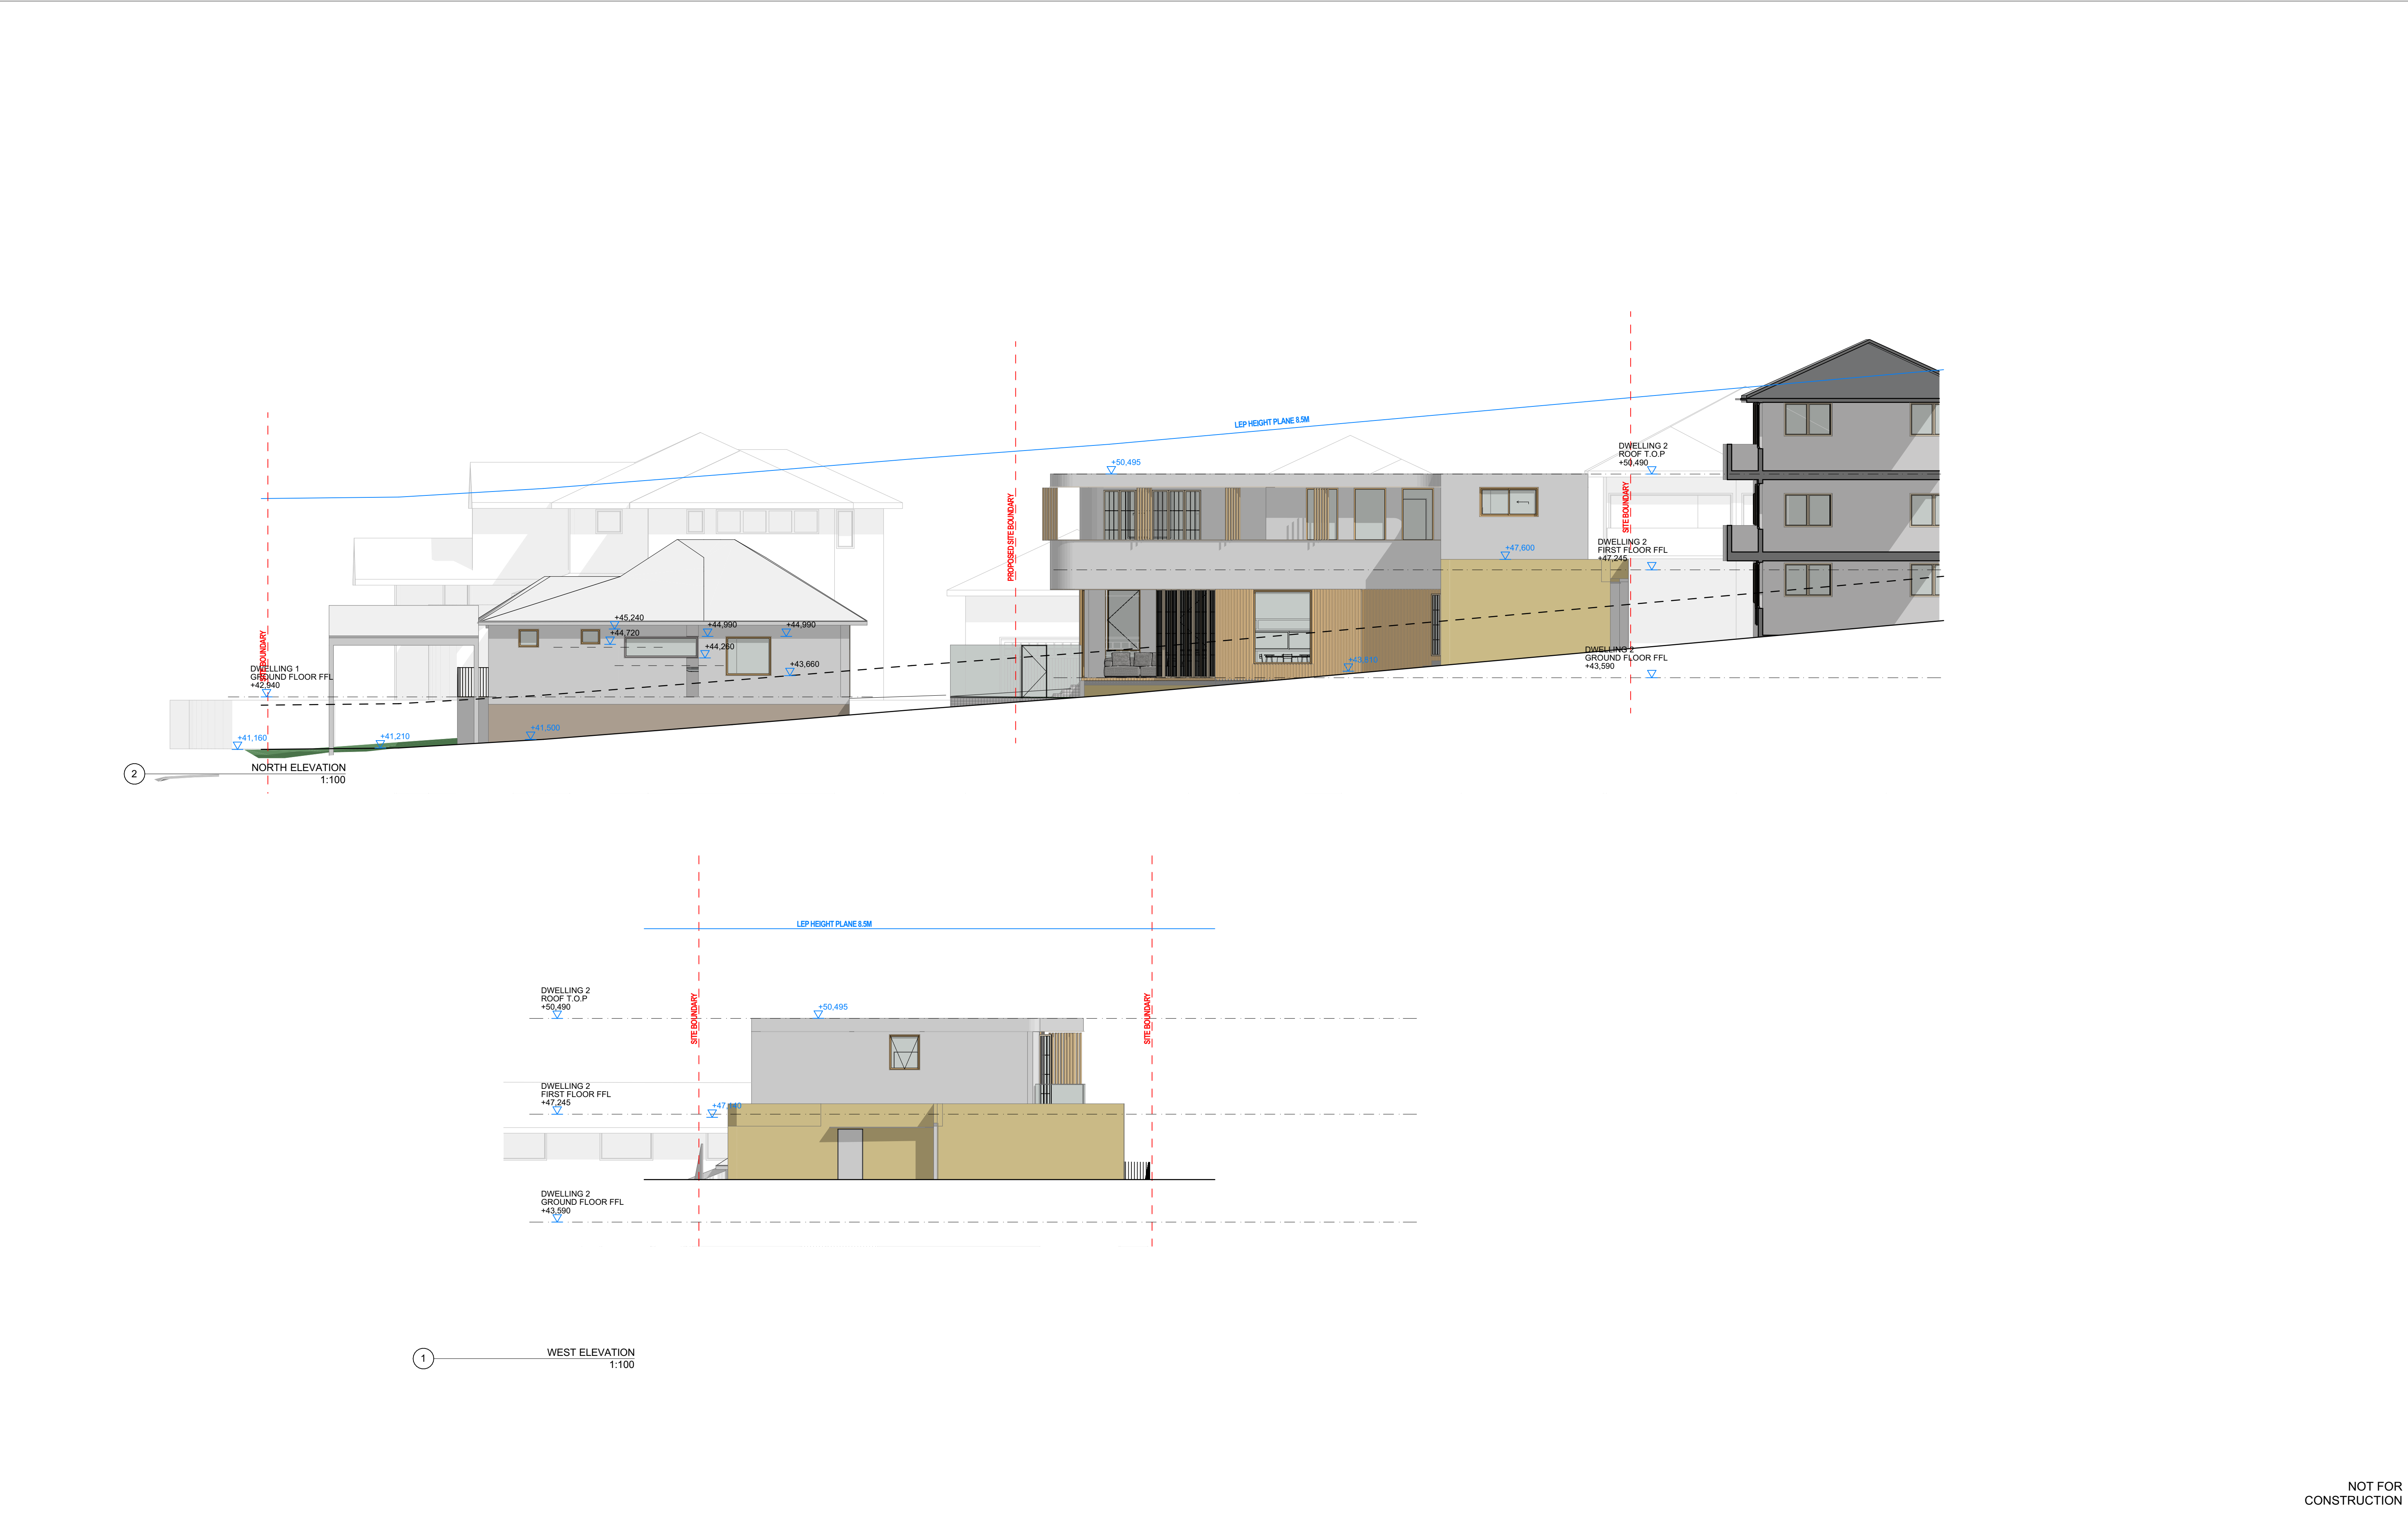 LEP HEIGHT PLANE 8.5M
DWELLING 2
ROOF T.O.P
+50,490
+50,495
SITE BOUNDARY
PROPOSED SITE BOUNDARY
DWELLING 2
FIRST FLOOR FFL
+47,245
+47,600
+45,240
+44,720
+44,990
+44,990
+44,260
+43,660
SITE BOUNDARY
DWELLING 1
GROUND FLOOR FFL
+42,940
DWELLING 2
GROUND FLOOR FFL
+43,590
+43,510
+41,160
+41,210
+41,500
2
NORTH ELEVATION
1:100
LEP HEIGHT PLANE 8.5M
DWELLING 2
ROOF T.O.P
+50,490
+50,495
SITE BOUNDARY
SITE BOUNDARY
DWELLING 2
FIRST FLOOR FFL
+47,245
DWELLING 2
GROUND FLOOR FFL
+43,590
1
WEST ELEVATION
1:100
NOT FOR
CONSTRUCTION